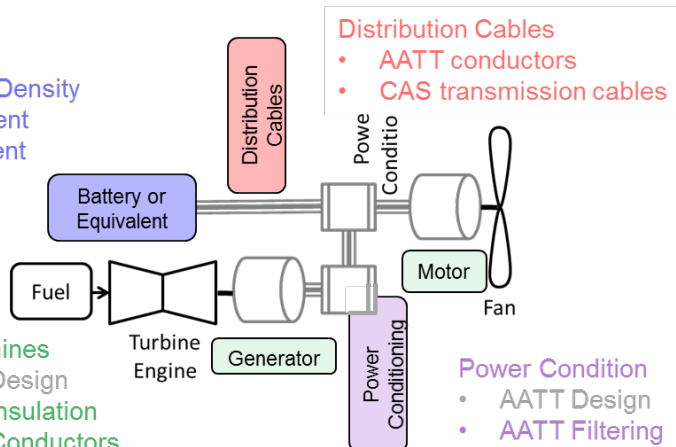 Distribution Cables
• AATT conductors
• CAS transmission cables
Density
ent
ent
Distribution
Cables
Powe
Conditio
Battery or
Equivalent
Motor
Fan
Fuel
Turbine
Engine
Generator
Power
Conditioning
ines
Design
nsulation
Conductors
Power Condition
• AATT Design
• AATT Filtering